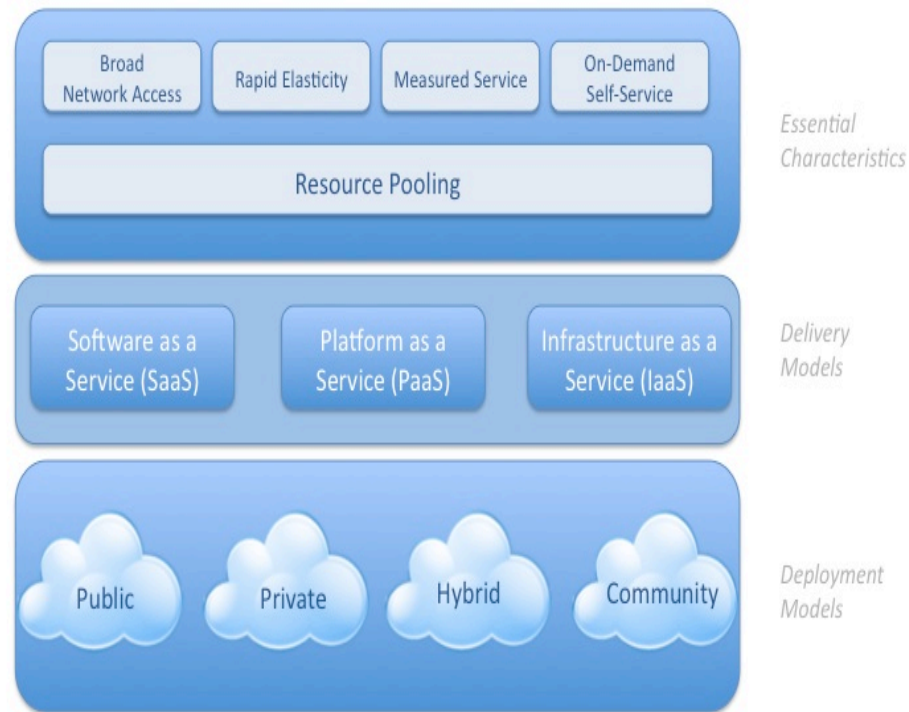 Broad
Network Access
Rapid Elasticity
Measured Service
On-Demand
Self-Service
Essential
Characteristics
Resource Pooling
Software as a
Service (SaaS)
Platform as a
Service (PaaS)
Infrastructure as a
Service (IaaS)
Delivery
Models
Public
Private
Hybrid
Community
Deployment
Models